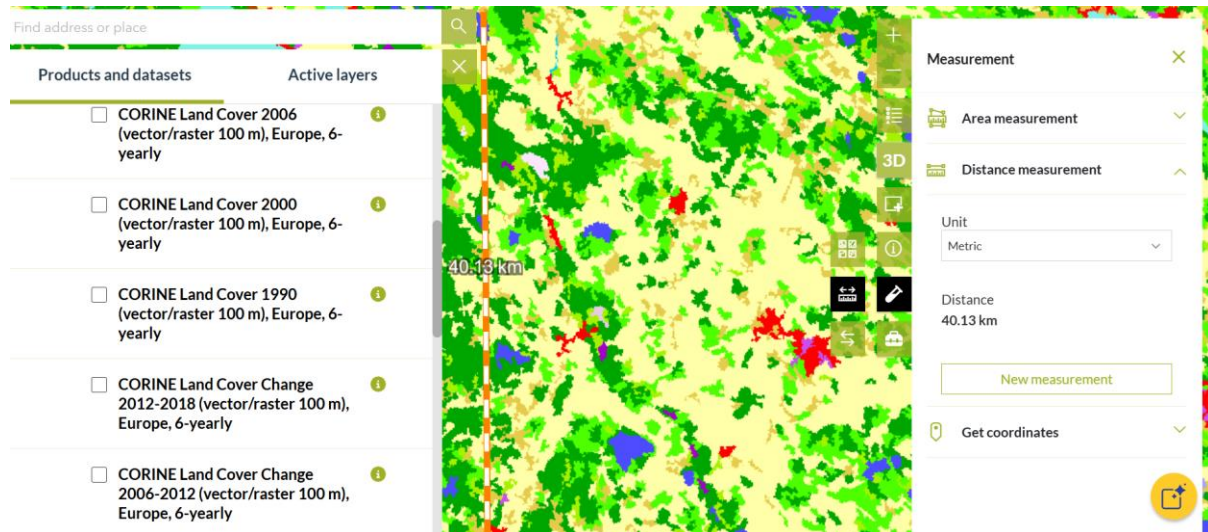 Find address or place
Products and datasets
Active layers
CORINE Land Cover 2006
(vector/raster 100 m), Europe, 6-
yearly
CORINE Land Cover 2000
(vector/raster 100 m), Europe, 6-
yearly
CORINE Land Cover 1990
(vector/raster 100 m), Europe, 6-
yearly
CORINE Land Cover Change
2012-2018 (vector/raster 100 m),
Europe, 6-yearly
CORINE Land Cover Change
2006-2012 (vector/raster 100 m),
Europe, 6-yearly
40.13 km
3D
Measurement
Area measurement
Distance measurement
Unit
Metric
Distance
40.13 km
New measurement
Get coordinates